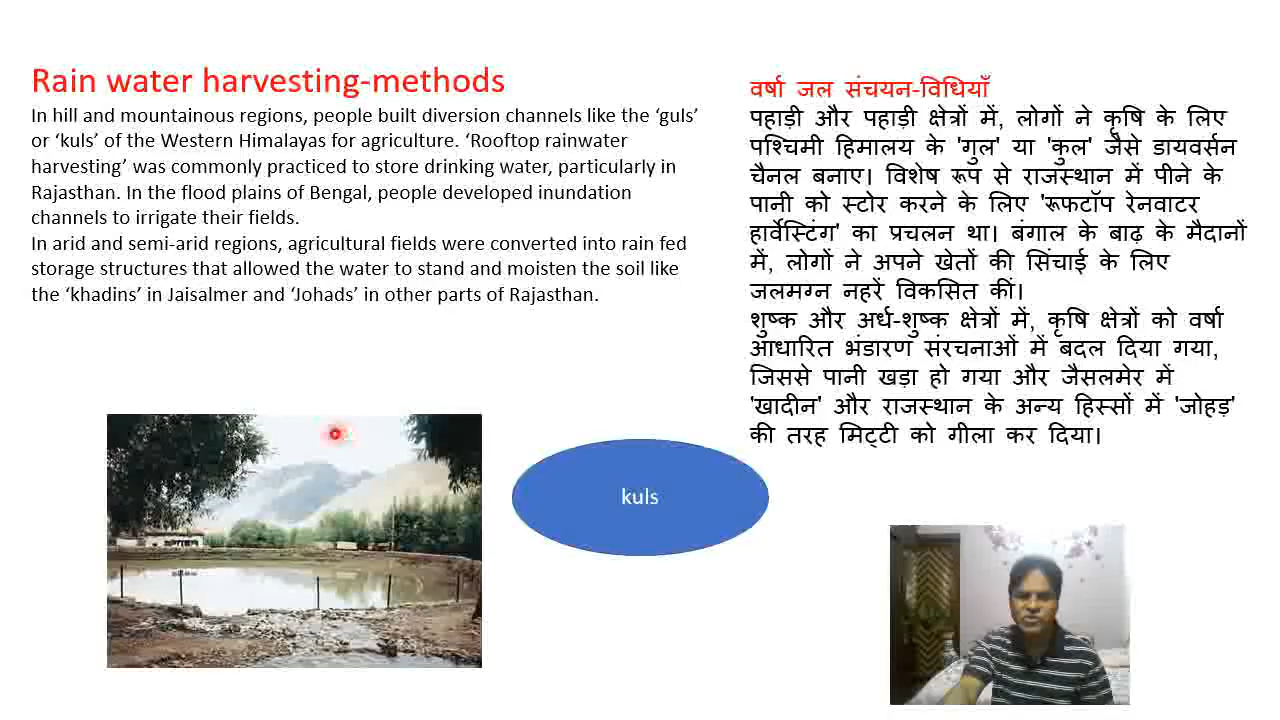 Rain water harvesting-methods
In hill and mountainous regions, people built diversion channels like the ‘guls’
or ‘kuls’ of the Western Himalayas for agriculture. ‘Rooftop rainwater
harvesting’ was commonly practiced to store drinking water, particularly in
Rajasthan. In the flood plains of Bengal, people developed inundation
channels to irrigate their fields.
In arid and semi-arid regions, agricultural fields were converted into rain fed
storage structures that allowed the water to stand and moisten the soil like
the ‘khadins’ in Jaisalmer and ‘Johads’ in other parts of Rajasthan.
वर्षा जल संचयन-विधियाँ
पहाड़ी और पहाड़ी क्षेत्रों में, लोगों ने कृषि के लिए
पश्चिमी हिमालय के 'गुल' या 'कुल' जैसे डायवर्सन
चैनल बनाए। विशेष रूप से राजस्थान में पीने के
पानी को स्टोर करने के लिए 'रूफटॉप रेनवाटर
हार्वेस्टिंग' का प्रचलन था। बंगाल के बाढ़ के मैदानों
में, लोगों ने अपने खेतों की सिंचाई के लिए
जलमग्न नहरें विकसित कीं।
शुष्क और अर्ध-शुष्क क्षेत्रों में, कृषि क्षेत्रों को वर्षा
आधारित भंडारण संरचनाओं में बदल दिया गया,
जिससे पानी खड़ा हो गया और जैसलमेर में
'खादीन' और राजस्थान के अन्य हिस्सों में 'जोहड़'
की तरह मिट्टी को गीला कर दिया।
kuls